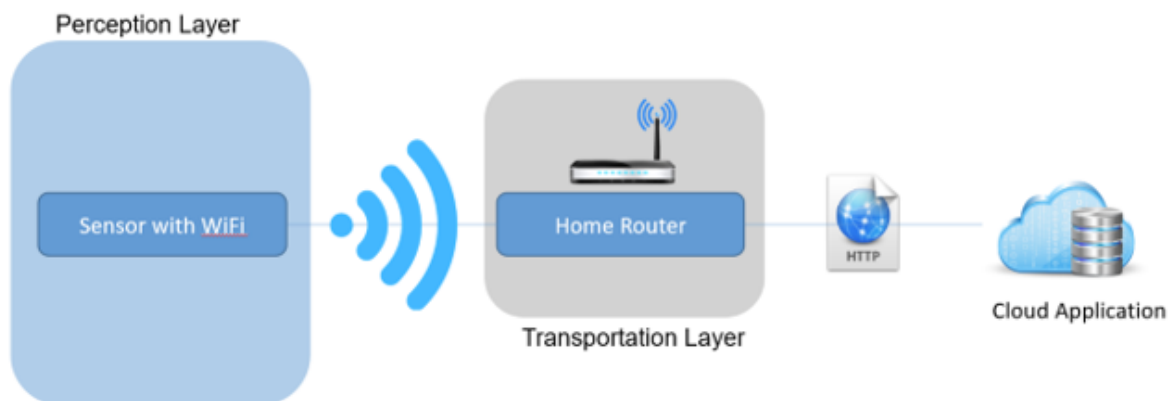 Perception Layer
Sensor with WiFi
Home Router
HTTP
Cloud Application
Transportation Layer